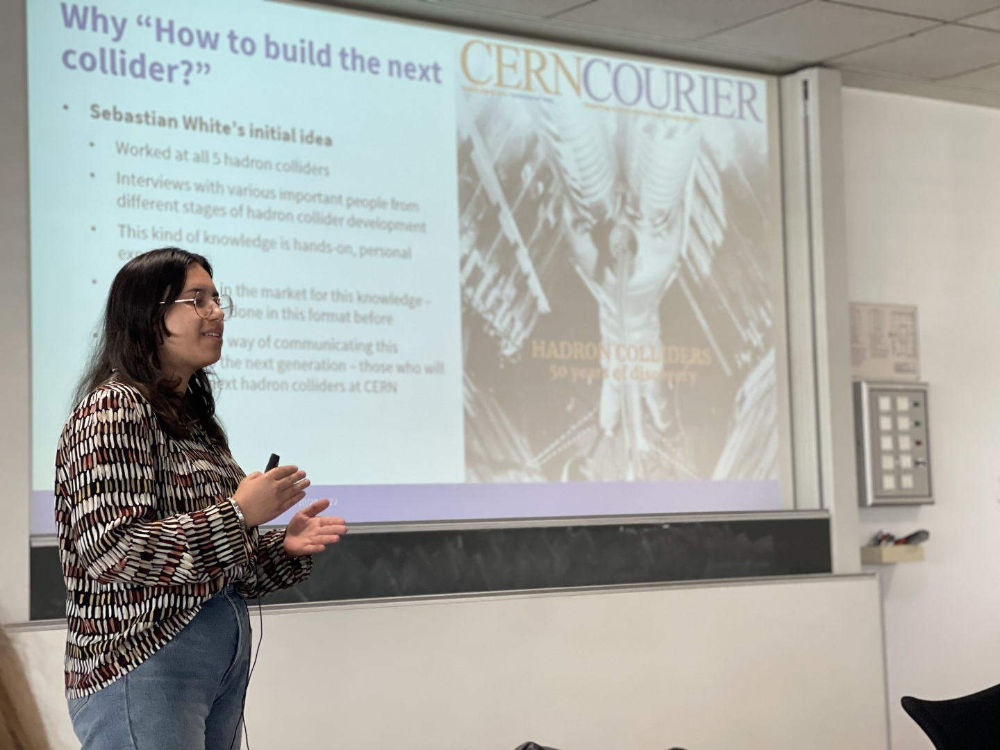 Why “How to build the next
collider?”
Sebastian White's initial idea
Worked at all 5 hadron colliders
Interviews with various important people from
different stages of hadron collider development
This kind of knowledge is hands-on, personal
in the market for this knowledge –
done in this format before
way of communicating this
the next generation – those who will
next hadron colliders at CERN
CERNCOURIER
HADRON COLLIDERS
50 years of discovery